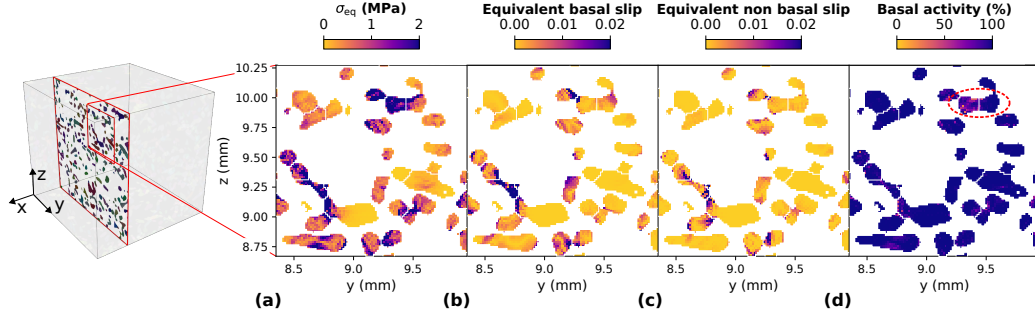 σeq (MPa)
0 1 2
Equivalent basal slip
0.00 0.01 0.02
Equivalent non basal slip
0.00 0.01 0.02
Basal activity (%)
0 50 100
z
x
y
z (mm)
10.25
10.00
9.75
9.50
9.25
9.00
8.75
8.5 9.0 9.5
y (mm)
8.5 9.0 9.5
y (mm)
8.5 9.0 9.5
y (mm)
8.5 9.0 9.5
y (mm)
(a) (b) (c) (d)